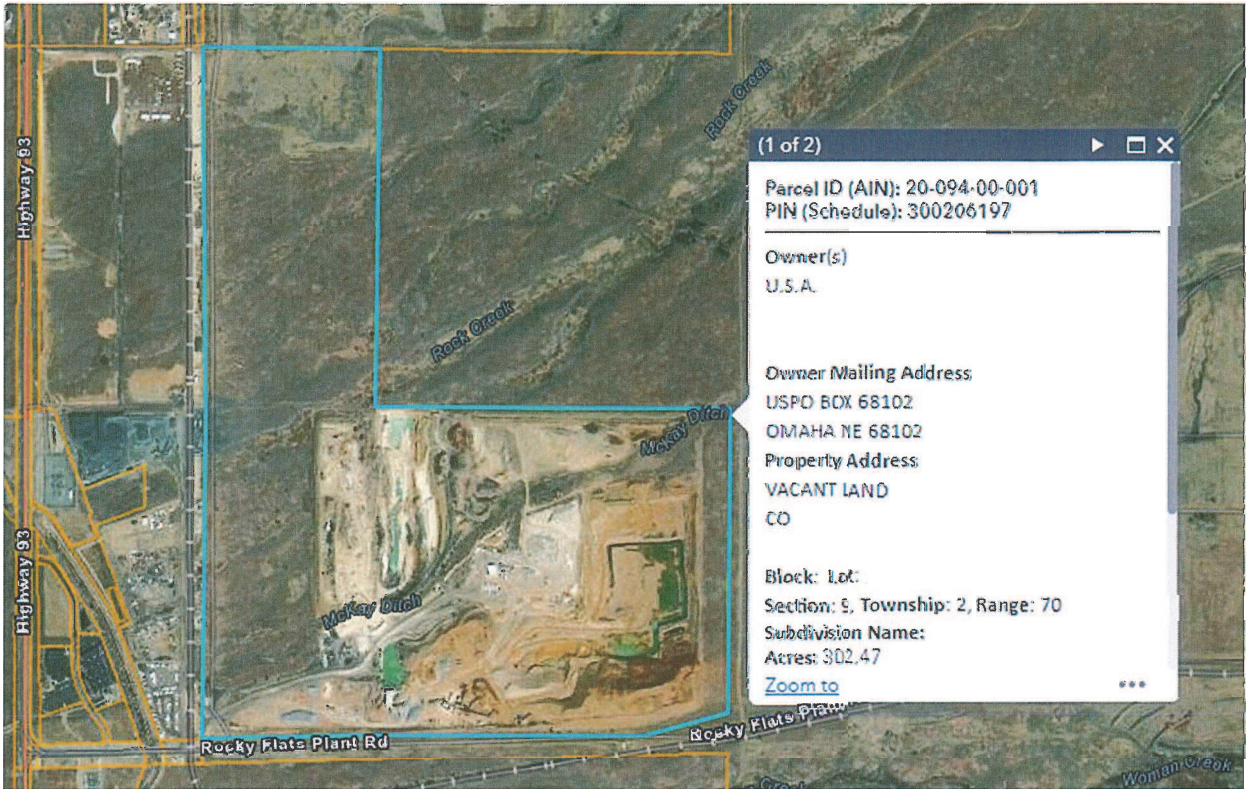 Highway 93
Highway 93
Rock Creek
Rock Creek
McKay Ditch
McKay Ditch
Rocky Flats Plant Rd
Rocky Flats Plant
Woman Creek
(1 of 2)
Parcel ID (AIN): 20-094-00-001
PIN (Schedule): 300206197
Owner(s)
U.S.A.
Owner Mailing Address
USPO BOX 68102
OMAHA NE 68102
Property Address
VACANT LAND
CO
Block: Lot:
Section: 9, Township: 2, Range: 70
Subdivision Name:
Acres: 302.47
Zoom to